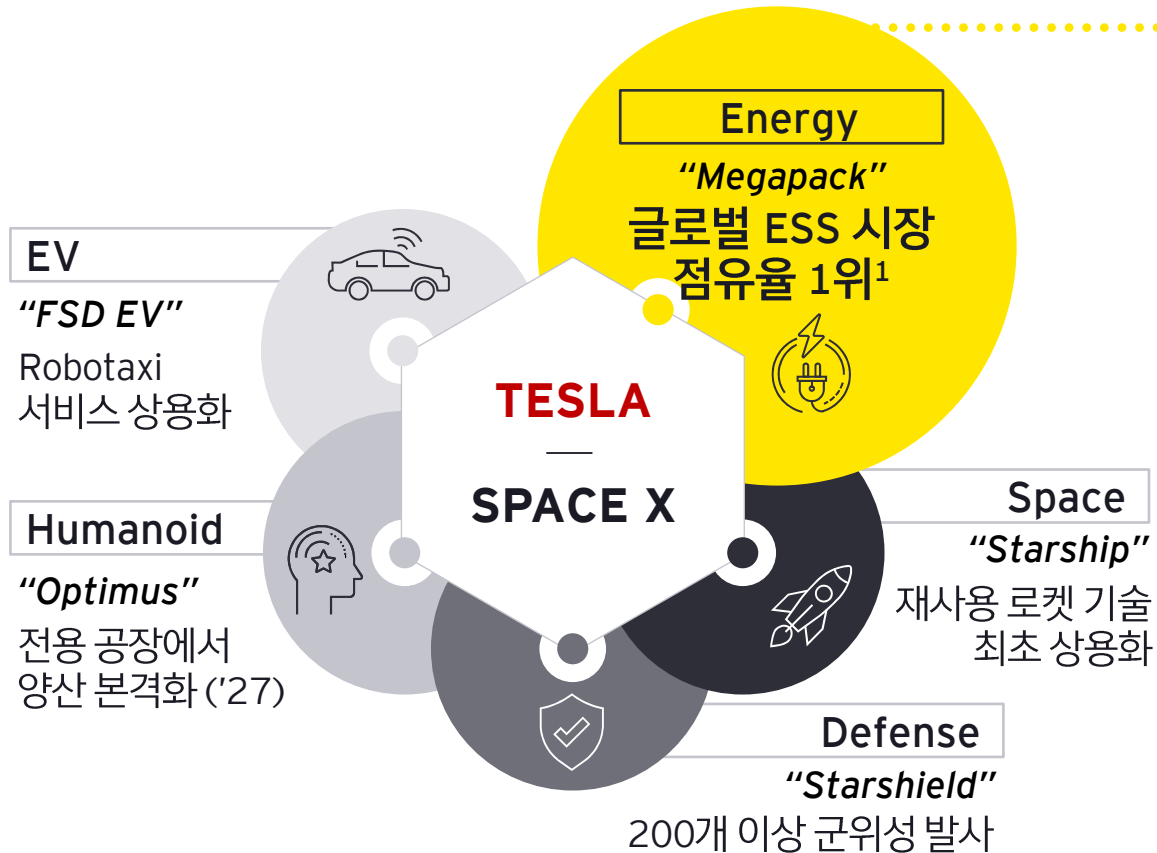 Energy
“Megapack”
글로벌 ESS 시장
점유율 1위¹
EV
“FSD EV”
Robotaxi
서비스 상용화
TESLA
SPACE X
Humanoid
“Optimus”
전용 공장에서
양산 본격화 (’27)
Space
“Starship”
재사용 로켓 기술
최초 상용화
Defense
“Starshield”
200개 이상 군위성 발사